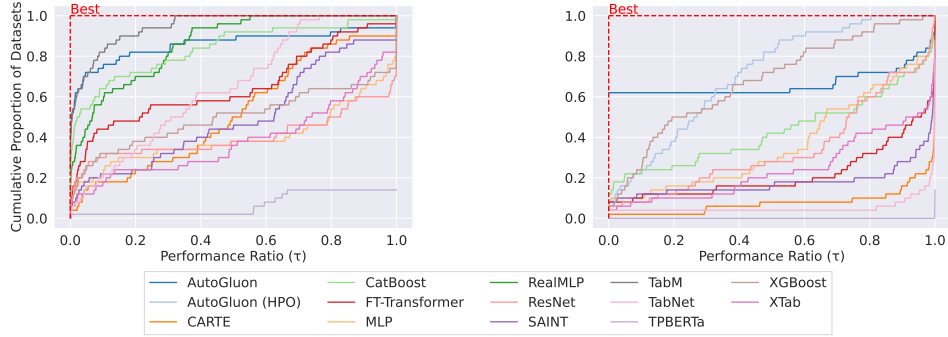 Best
Best
Cumulative Proportion of Datasets
1.0
0.8
0.6
0.4
0.2
0.0
1.0
0.8
0.6
0.4
0.2
0.0
0.0 0.2 0.4 0.6 0.8 1.0
0.0 0.2 0.4 0.6 0.8 1.0
Performance Ratio (τ)
Performance Ratio (τ)
AutoGluon CatBoost RealMLP TabM XGBoost
AutoGluon (HPO) FT-Transformer ResNet TabNet XTab
CARTE MLP SAINT TPBERTa